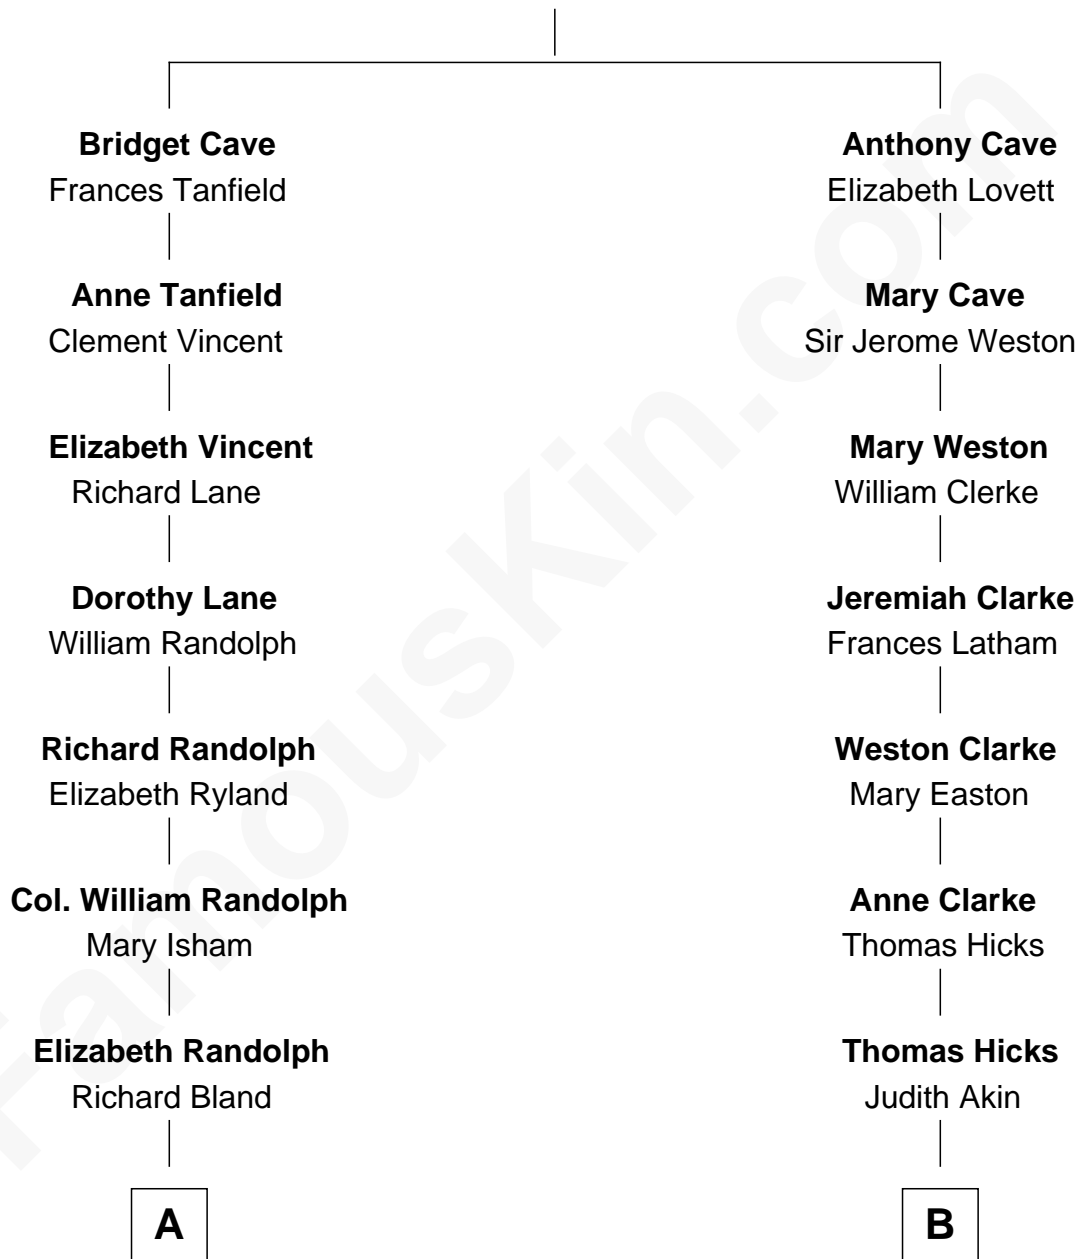 Bridget Cave
Frances Tanfield
Anne Tanfield
Clement Vincent
Elizabeth Vincent
Richard Lane
Dorothy Lane
William Randolph
Richard Randolph
Elizabeth Ryland
Col. William Randolph
Mary Isham
Elizabeth Randolph
Richard Bland
A
Anthony Cave
Elizabeth Lovett
Mary Cave
Sir Jerome Weston
Mary Weston
William Clerke
Jeremiah Clarke
Frances Latham
Weston Clarke
Mary Easton
Anne Clarke
Thomas Hicks
Thomas Hicks
Judith Akin
B
FamousKin.com